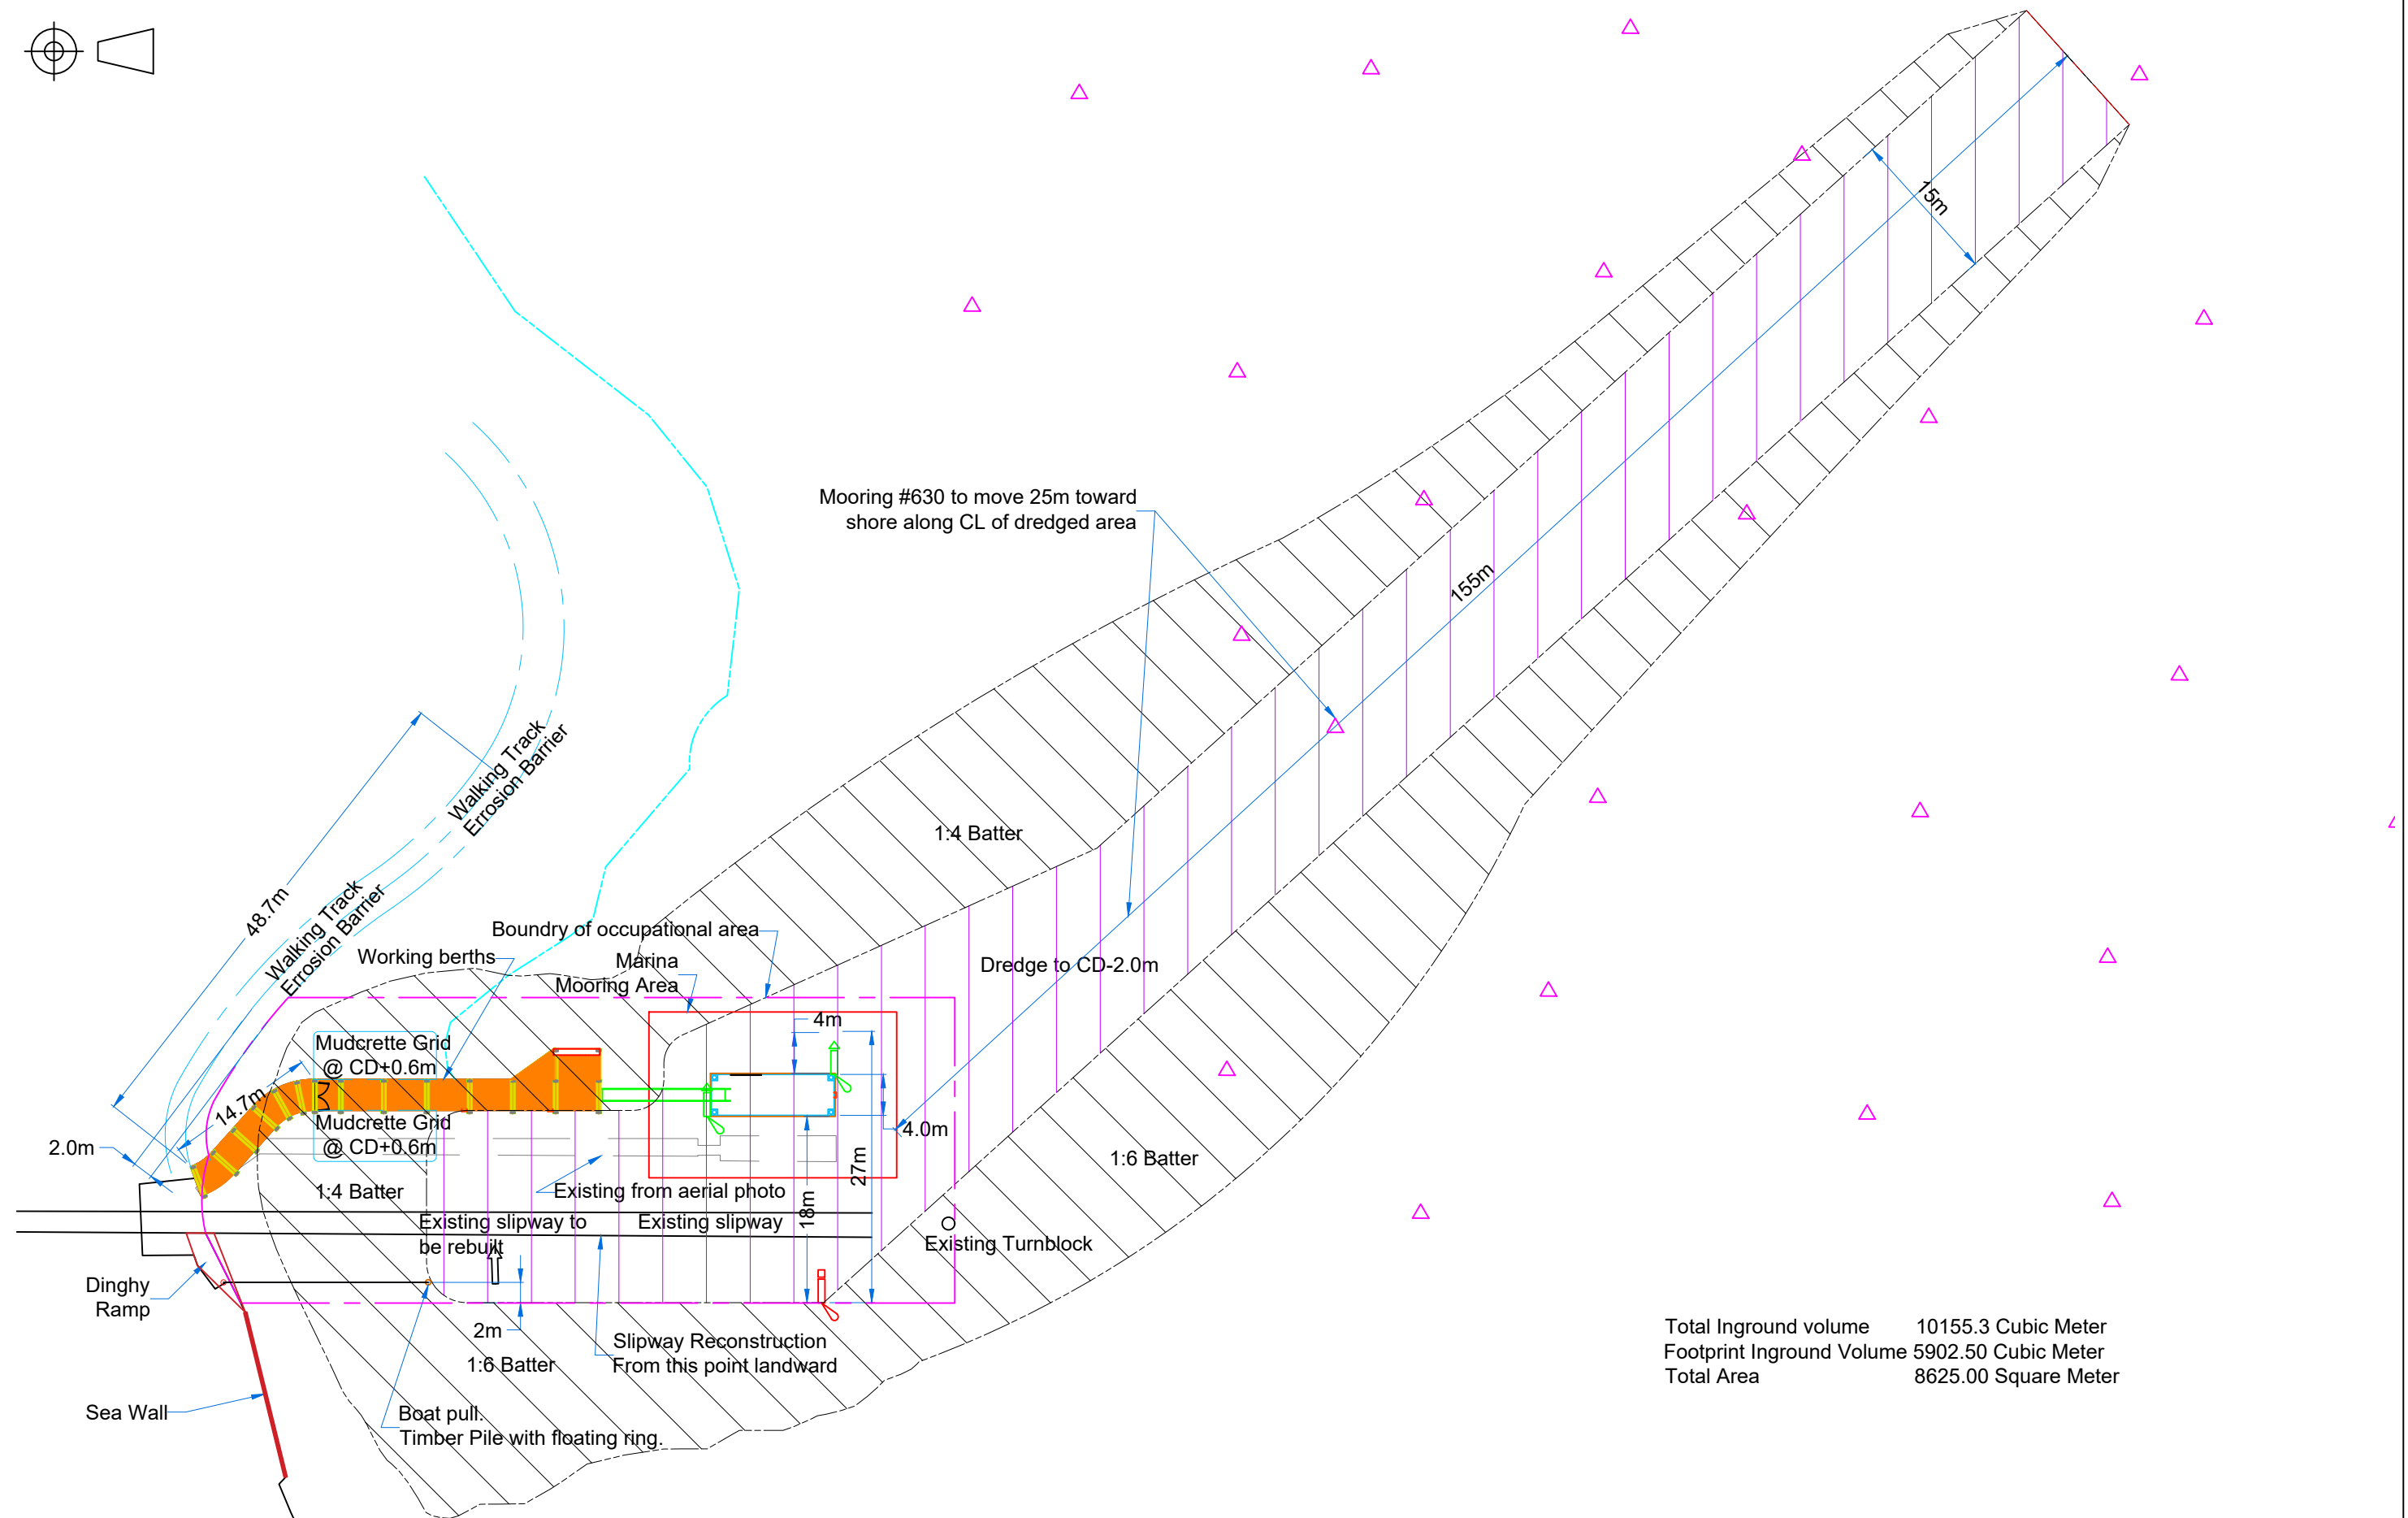 15m
Mooring #630 to move 25m toward
shore along CL of dredged area
155m
Walking Track
Errosion Barrier
1:4 Batter
48.7m
Walking Track
Errosion Barrier
Boundry of occupational area
Working berths
Marina
Mooring Area
Dredge to CD-2.0m
4m
Mudcrette Grid
@ CD+0.6m
14.7m
Mudcrette Grid
@ CD+0.6m
4.0m
2.0m
27m
1:6 Batter
1:4 Batter
Existing from aerial photo
18m
Existing slipway to
be rebuilt
Existing slipway
Existing Turnblock
Dinghy
Ramp
2m
Slipway Reconstruction
From this point landward
1:6 Batter
Total Inground volume 10155.3 Cubic Meter
Footprint Inground Volume 5902.50 Cubic Meter
Total Area 8625.00 Square Meter
Sea Wall
Boat pull.
Timber Pile with floating ring.